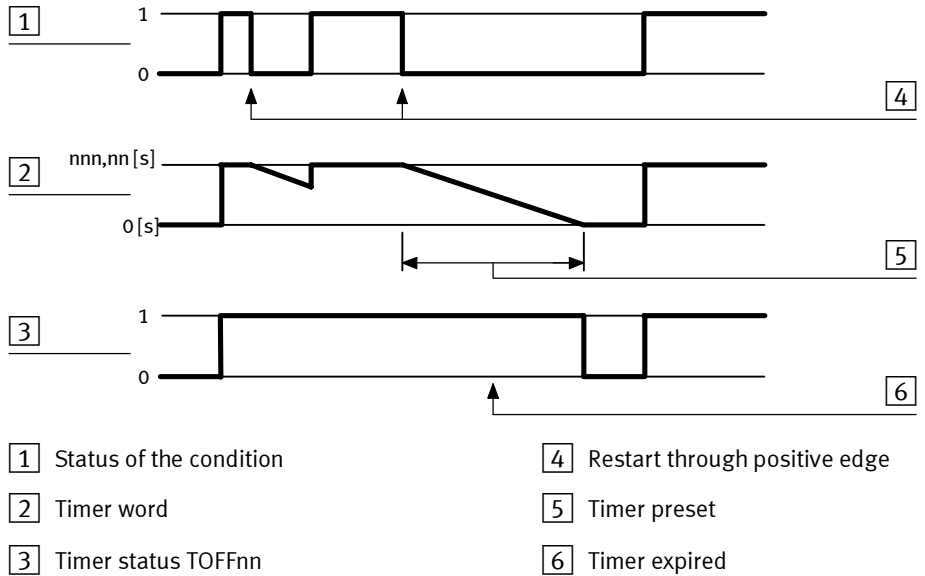 1
1
0
4
2
nnn,nn [s]
0 [s]
5
3
1
0
6
1 Status of the condition
4 Restart through positive edge
2 Timer word
5 Timer preset
3 Timer status TOFFnn
6 Timer expired